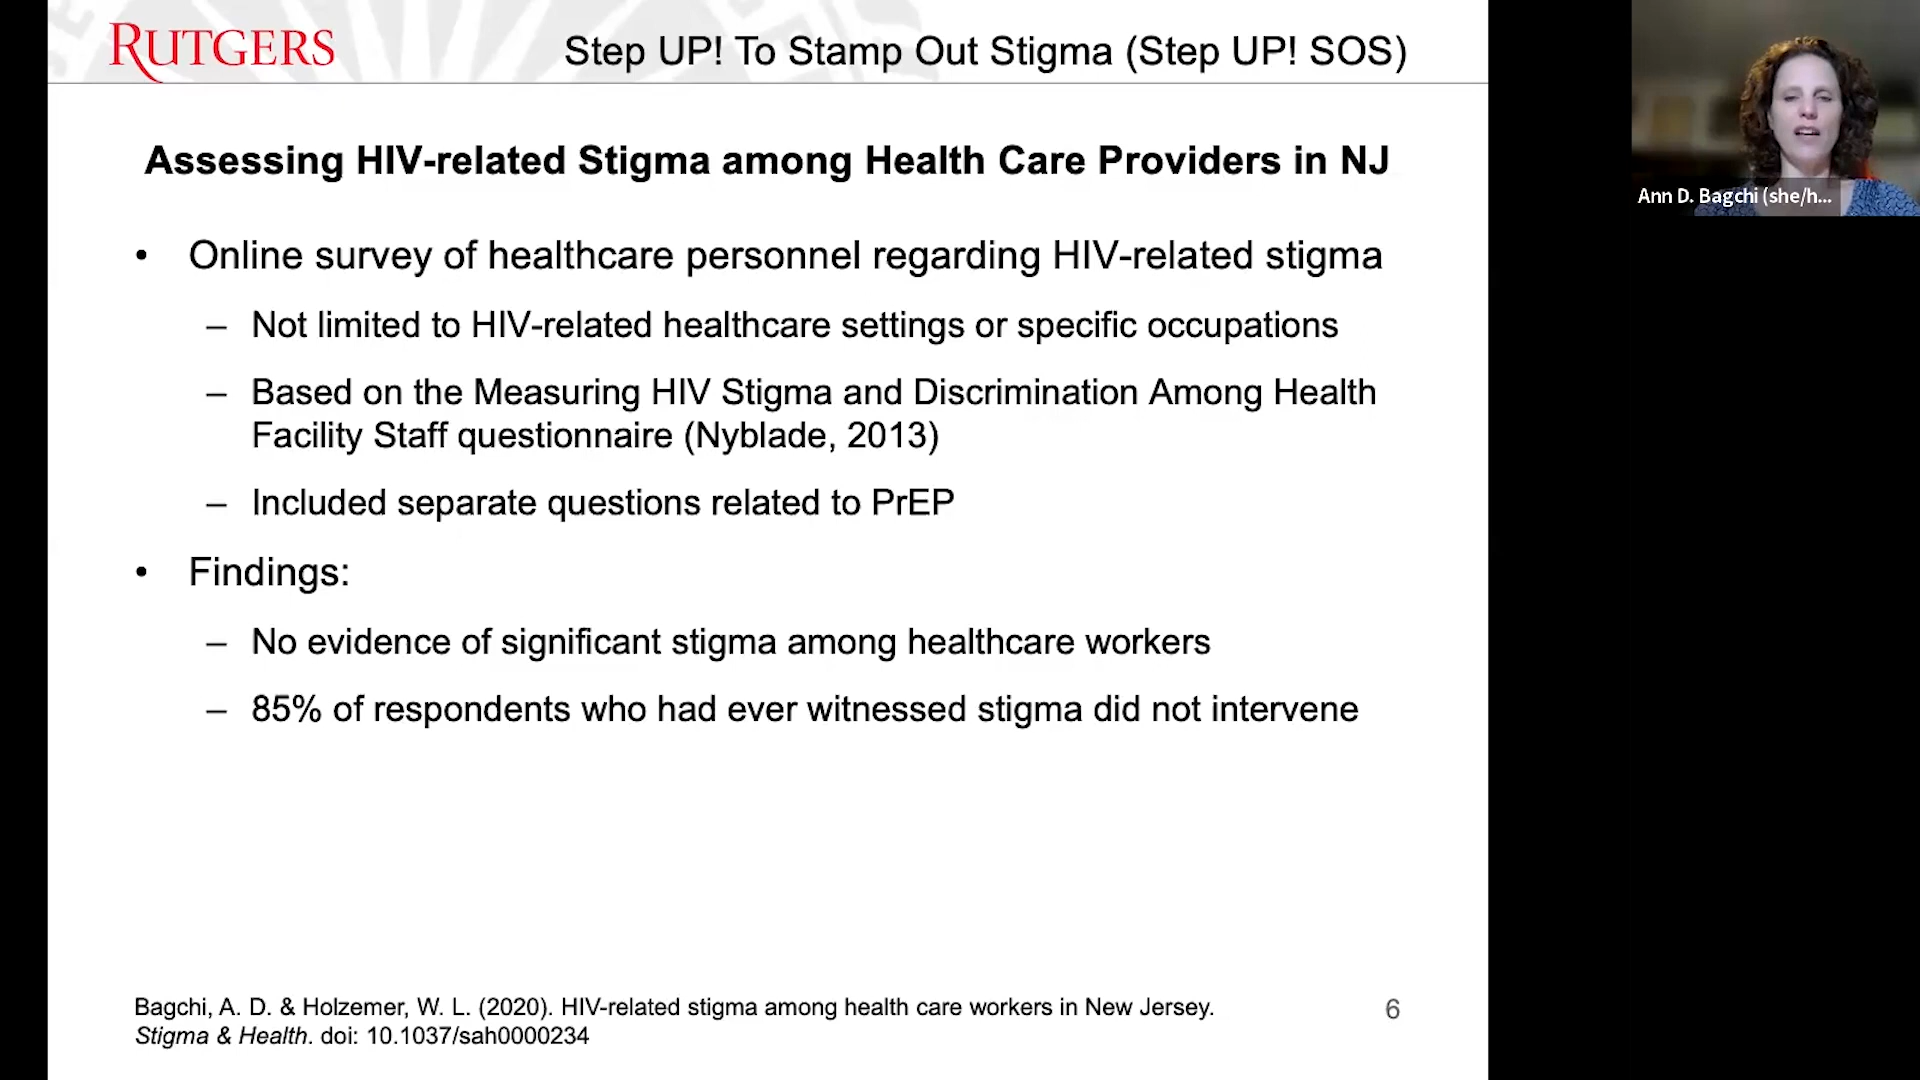 RUTGERS
Step UP! To Stamp Out Stigma (Step UP! SOS)
Assessing HIV-related Stigma among Health Care Providers in NJ
• Online survey of healthcare personnel regarding HIV-related stigma
– Not limited to HIV-related healthcare settings or specific occupations
– Based on the Measuring HIV Stigma and Discrimination Among Health
Facility Staff questionnaire (Nyblade, 2013)
– Included separate questions related to PrEP
• Findings:
– No evidence of significant stigma among healthcare workers
– 85% of respondents who had ever witnessed stigma did not intervene
Bagchi, A. D. & Holzemer, W. L. (2020). HIV-related stigma among health care workers in New Jersey.
Stigma & Health. doi: 10.1037/sah0000234
6
Ann D. Bagchi (she/h...